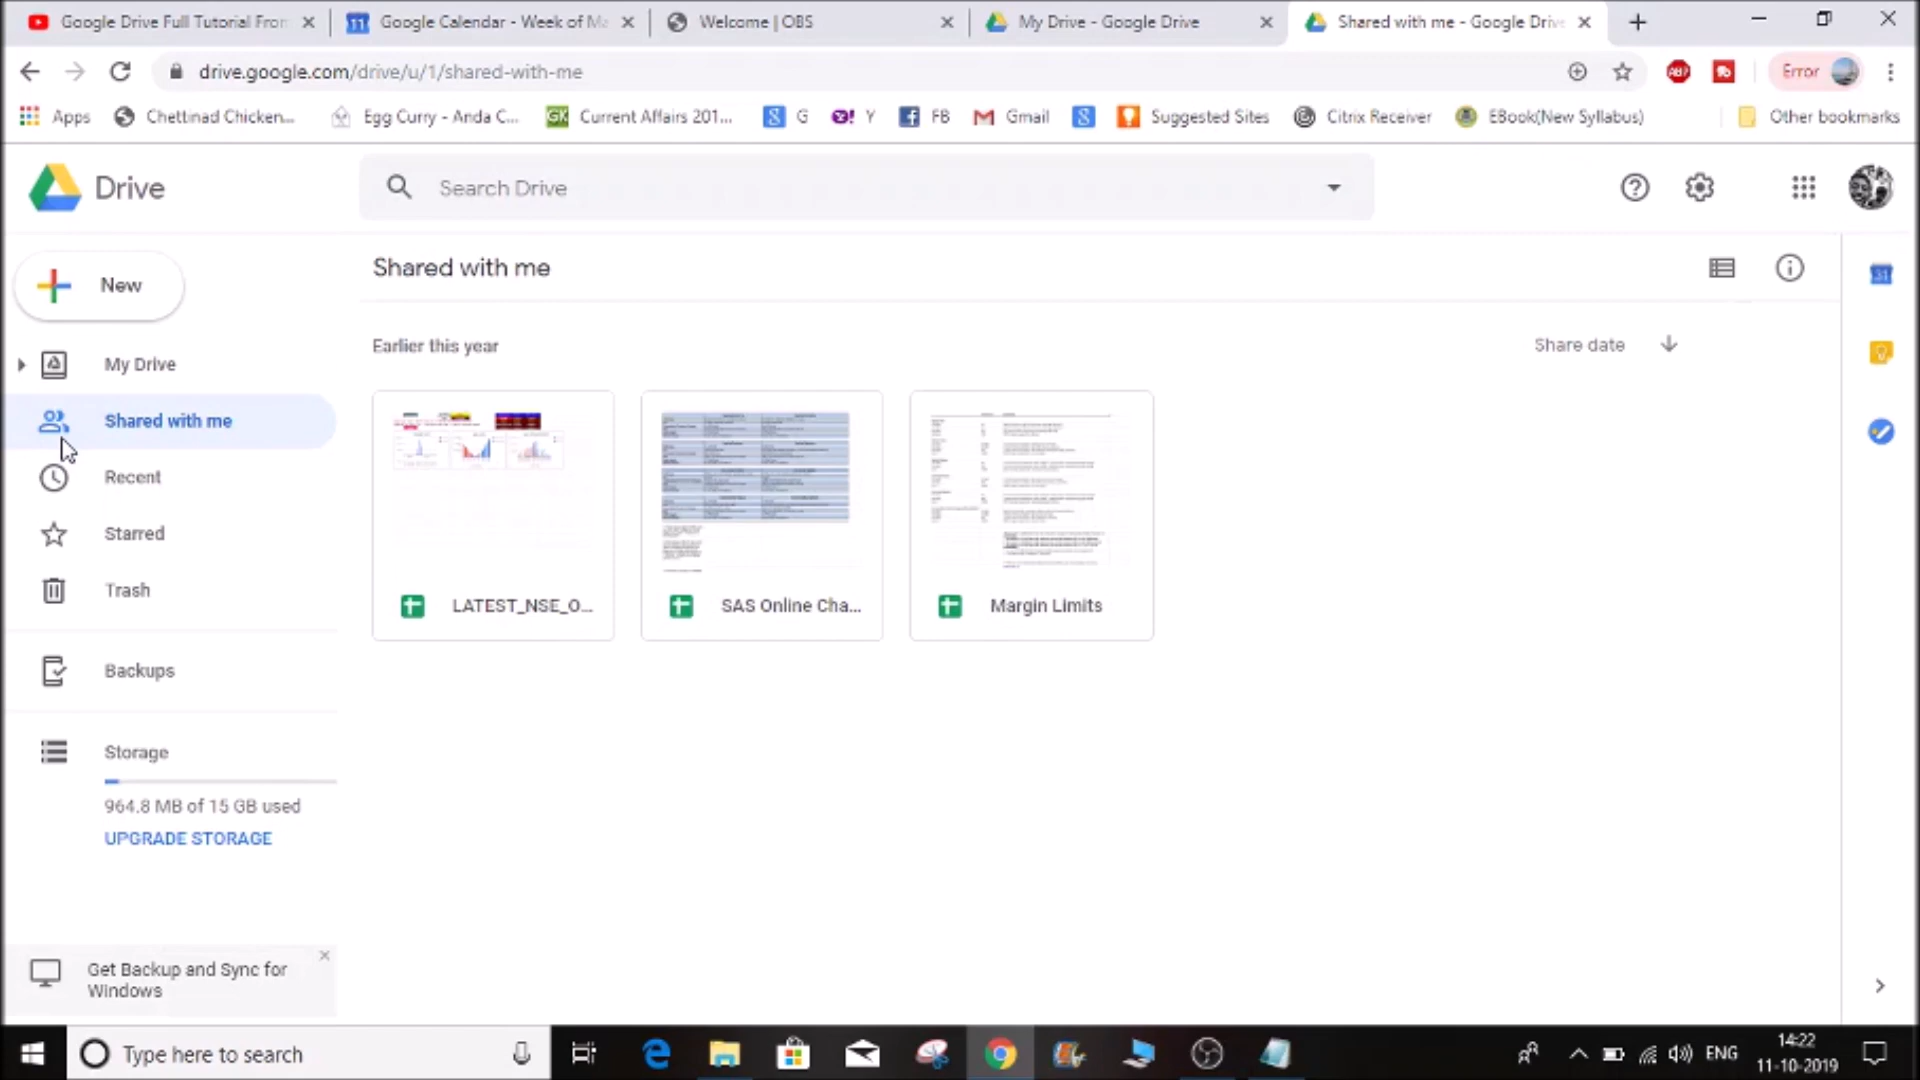 Google Drive Full Tutorial Fron
Google Calendar - Week of Ma
Welcome | OBS
My Drive - Google Drive
Shared with me - Google Drive
drive.google.com/drive/u/1/shared-with-me
ABP
Error
Apps
Chettinad Chicken...
Egg Curry - Anda C...
GK
Current Affairs 201...
G
Y
FB
Gmail
Suggested Sites
Citrix Receiver
EBook(New Syllabus)
Other bookmarks
Drive
Search Drive
New
Shared with me
My Drive
Shared with me
Recent
Starred
Trash
Backups
Storage
964.8 MB of 15 GB used
UPGRADE STORAGE
Get Backup and Sync for
Windows
Earlier this year
Share date
LATEST_NSE_O...
SAS Online Cha...
Margin Limits
31
Type here to search
ENG
14:22
11-10-2019